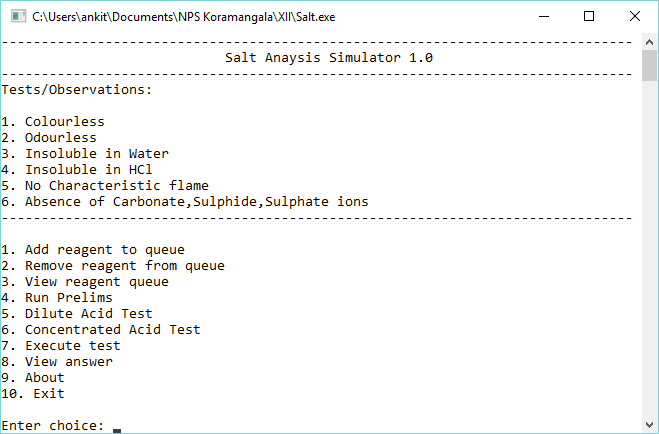 C:\Users\ankit\Documents\NPS Koramangala\XII\Salt.exe
-------------------------------------------------------------------------------
Salt Anaysis Simulator 1.0
-------------------------------------------------------------------------------
Tests/Observations:
1. Colourless
2. Odourless
3. Insoluble in Water
4. Insoluble in HCl
5. No Characteristic flame
6. Absence of Carbonate,Sulphide,Sulphate ions
-------------------------------------------------------------------------------
1. Add reagent to queue
2. Remove reagent from queue
3. View reagent queue
4. Run Prelims
5. Dilute Acid Test
6. Concentrated Acid Test
7. Execute test
8. View answer
9. About
10. Exit
Enter choice: